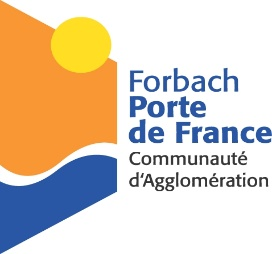 Forbach
Porte
de France
Communauté
d'Agglomération